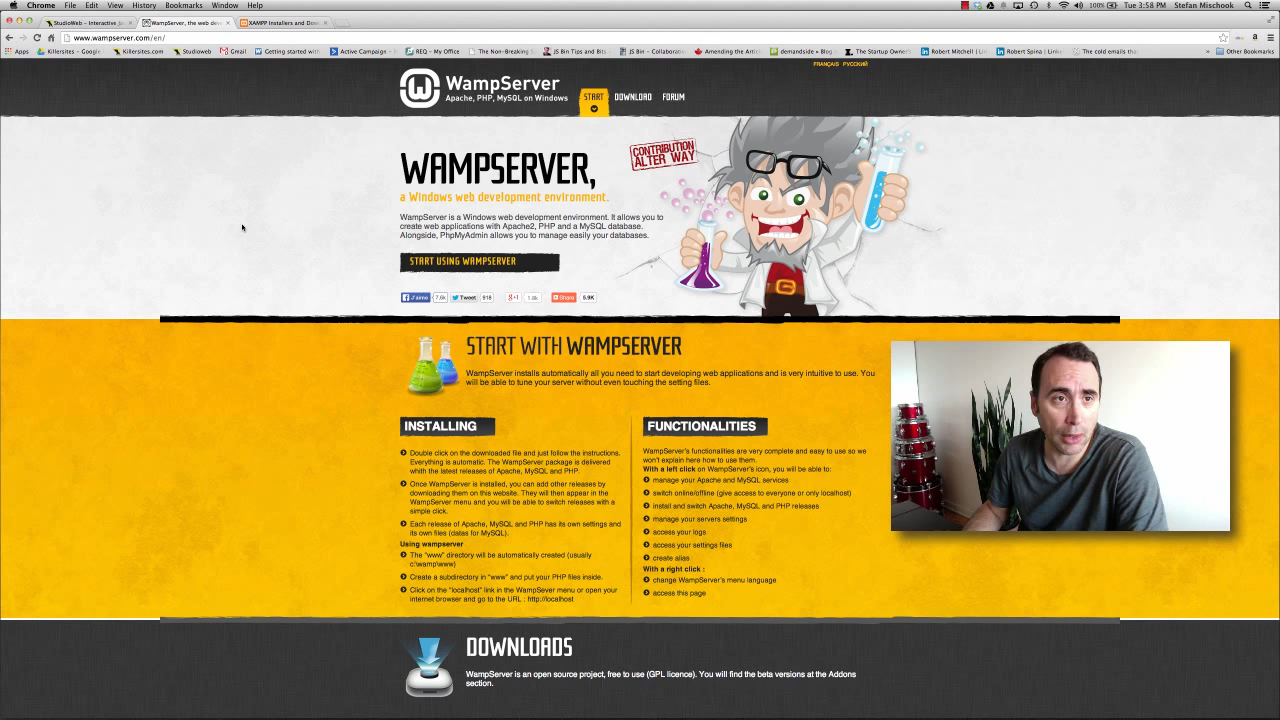 Chrome File Edit View History Bookmarks Window Help 100% Tue 3:58 PM Stefan Mischook
StudioWeb – Interactive Ja
WampServer, the web dev
XAMPP Installers and Dow
www.wampserver.com/en/
Apps Killersites – Google Killersites.com Studioweb Gmail Getting started with Active Campaign – REQ – My Office The Non-Breaking S JS Bin Tips and Bits JS Bin – Collaboratio Amending the Article demandside » Blog The Startup Owner's Robert Mitchell | Link Robert Spina | Linke The cold emails tha » Other Bookmarks
FRANÇAIS РУССКИЙ
WampServer
Apache, PHP, MySQL on Windows
START DOWNLOAD FORUM
CONTRIBUTION
ALTER WAY
WAMPSERVER,
a Windows web development environment.
WampServer is a Windows web development environment. It allows you to
create web applications with Apache2, PHP and a MySQL database.
Alongside, PhpMyAdmin allows you to manage easily your databases.
START USING WAMPSERVER
J'aime 7,6k Tweet 918 g+1 Share 5.9K
START WITH WAMPSERVER
WampServer installs automatically all you need to start developing web applications and is very intuitive to use. You
will be able to tune your server without even touching the setting files.
INSTALLING
Double click on the downloaded file and just follow the instructions.
Everything is automatic. The WampServer package is delivered
whith the latest releases of Apache, MySQL and PHP.
Once WampServer is installed, you can add other releases by
downloading them on this website. They will then appear in the
WampServer menu and you will be able to switch releases with a
simple click.
Each release of Apache, MySQL and PHP has its own settings and
its own files (datas for MySQL).
Using wampserver
The "www" directory will be automatically created (usually
c:\wamp\www)
Create a subdirectory in "www" and put your PHP files inside.
Click on the "localhost" link in the WampSever menu or open your
internet browser and go to the URL : http://localhost
FUNCTIONALITIES
WampServer's functionalities are very complete and easy to use so we
won't explain here how to use them.
With a left click on WampServer's icon, you will be able to:
manage your Apache and MySQL services
switch online/offline (give access to everyone or only localhost)
install and switch Apache, MySQL and PHP releases
manage your servers settings
access your logs
access your settings files
create alias
With a right click :
change WampServer's menu language
access this page
DOWNLOADS
WampServer is an open source project, free to use (GPL licence). You will find the beta versions at the Addons
section.